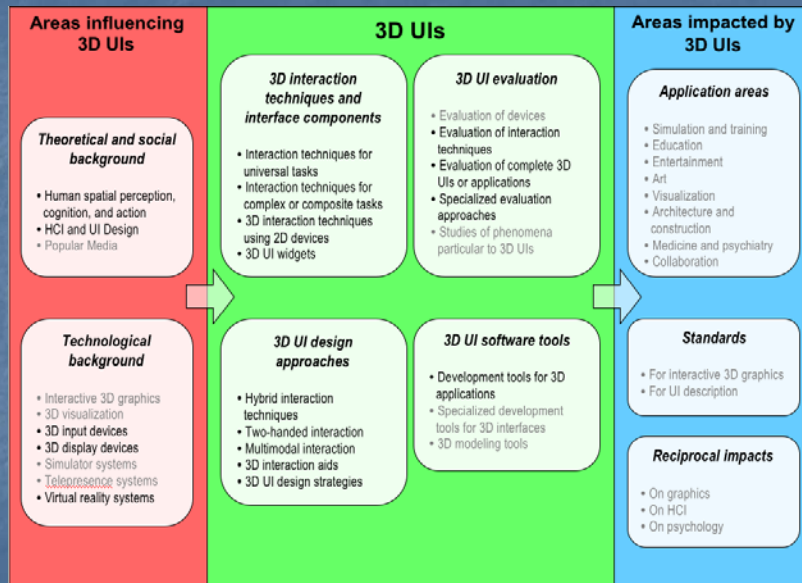 Areas influencing
3D UIs
Theoretical and social
background
• Human spatial perception,
cognition, and action
• HCI and UI Design
• Popular Media
Technological
background
• Interactive 3D graphics
• 3D visualization
• 3D input devices
• 3D display devices
• Simulator systems
• Telepresence systems
• Virtual reality systems
3D UIs
3D interaction
techniques and
interface components
• Interaction techniques for
universal tasks
• Interaction techniques for
complex or composite tasks
• 3D interaction techniques
using 2D devices
• 3D UI widgets
3D UI evaluation
• Evaluation of devices
• Evaluation of interaction
techniques
• Evaluation of complete 3D
UIs or applications
• Specialized evaluation
approaches
• Studies of phenomena
particular to 3D UIs
3D UI design
approaches
• Hybrid interaction
techniques
• Two-handed interaction
• Multimodal interaction
• 3D interaction aids
• 3D UI design strategies
3D UI software tools
• Development tools for 3D
applications
• Specialized development
tools for 3D interfaces
• 3D modeling tools
Areas impacted by
3D UIs
Application areas
• Simulation and training
• Education
• Entertainment
• Art
• Visualization
• Architecture and
construction
• Medicine and psychiatry
• Collaboration
Standards
• For interactive 3D graphics
• For UI description
Reciprocal impacts
• On graphics
• On HCI
• On psychology